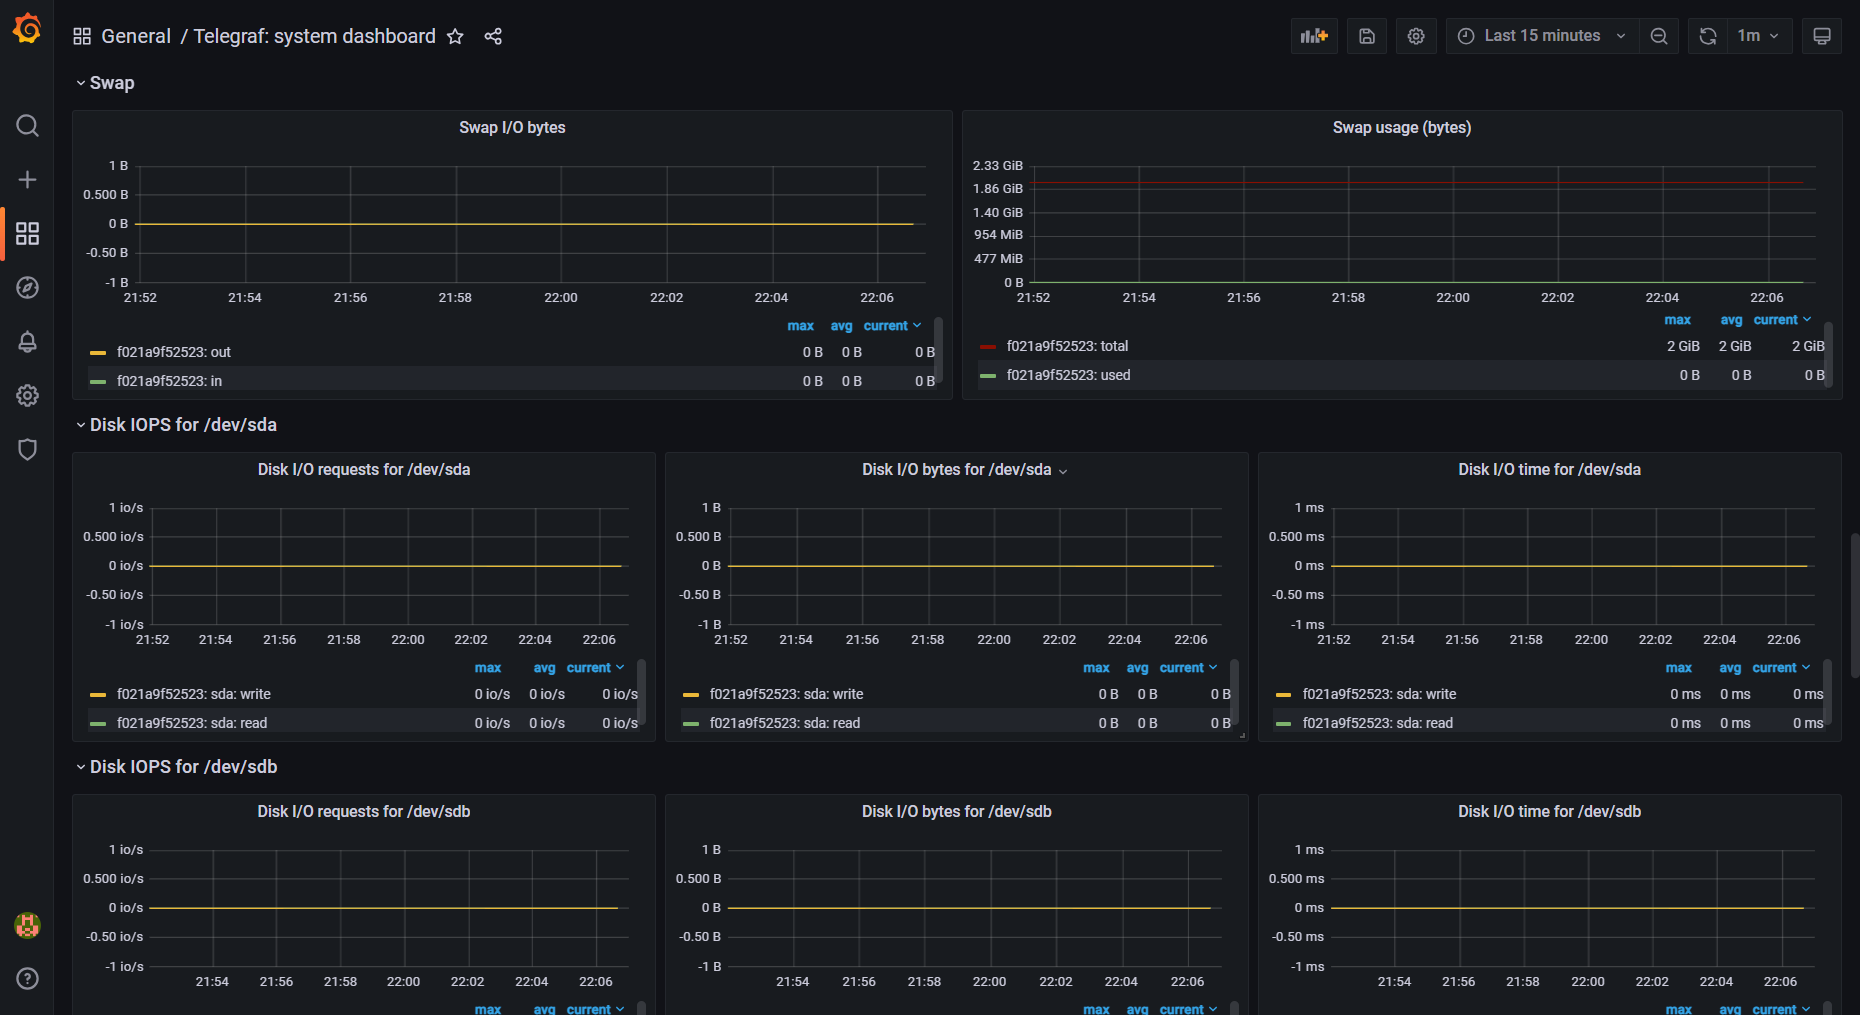 General / Telegraf: system dashboard
Last 15 minutes
1m
Swap
Swap I/O bytes
1 B
0.500 B
0 B
-0.50 B
-1 B
21:52 21:54 21:56 21:58 22:00 22:02 22:04 22:06
max avg current
f021a9f52523: out 0 B 0 B 0 B
f021a9f52523: in 0 B 0 B 0 B
Swap usage (bytes)
2.33 GiB
1.86 GiB
1.40 GiB
954 MiB
477 MiB
0 B
21:52 21:54 21:56 21:58 22:00 22:02 22:04 22:06
max avg current
f021a9f52523: total 2 GiB 2 GiB 2 GiB
f021a9f52523: used 0 B 0 B 0 B
Disk IOPS for /dev/sda
Disk I/O requests for /dev/sda
1 io/s
0.500 io/s
0 io/s
-0.50 io/s
-1 io/s
21:52 21:54 21:56 21:58 22:00 22:02 22:04 22:06
max avg current
f021a9f52523: sda: write 0 io/s 0 io/s 0 io/s
f021a9f52523: sda: read 0 io/s 0 io/s 0 io/s
Disk I/O bytes for /dev/sda
1 B
0.500 B
0 B
-0.50 B
-1 B
21:52 21:54 21:56 21:58 22:00 22:02 22:04 22:06
max avg current
f021a9f52523: sda: write 0 B 0 B 0 B
f021a9f52523: sda: read 0 B 0 B 0 B
Disk I/O time for /dev/sda
1 ms
0.500 ms
0 ms
-0.50 ms
-1 ms
21:52 21:54 21:56 21:58 22:00 22:02 22:04 22:06
max avg current
f021a9f52523: sda: write 0 ms 0 ms 0 ms
f021a9f52523: sda: read 0 ms 0 ms 0 ms
Disk IOPS for /dev/sdb
Disk I/O requests for /dev/sdb
1 io/s
0.500 io/s
0 io/s
-0.50 io/s
-1 io/s
21:54 21:56 21:58 22:00 22:02 22:04 22:06
max avg current
Disk I/O bytes for /dev/sdb
1 B
0.500 B
0 B
-0.50 B
-1 B
21:54 21:56 21:58 22:00 22:02 22:04 22:06
max avg current
Disk I/O time for /dev/sdb
1 ms
0.500 ms
0 ms
-0.50 ms
-1 ms
21:54 21:56 21:58 22:00 22:02 22:04 22:06
max avg current